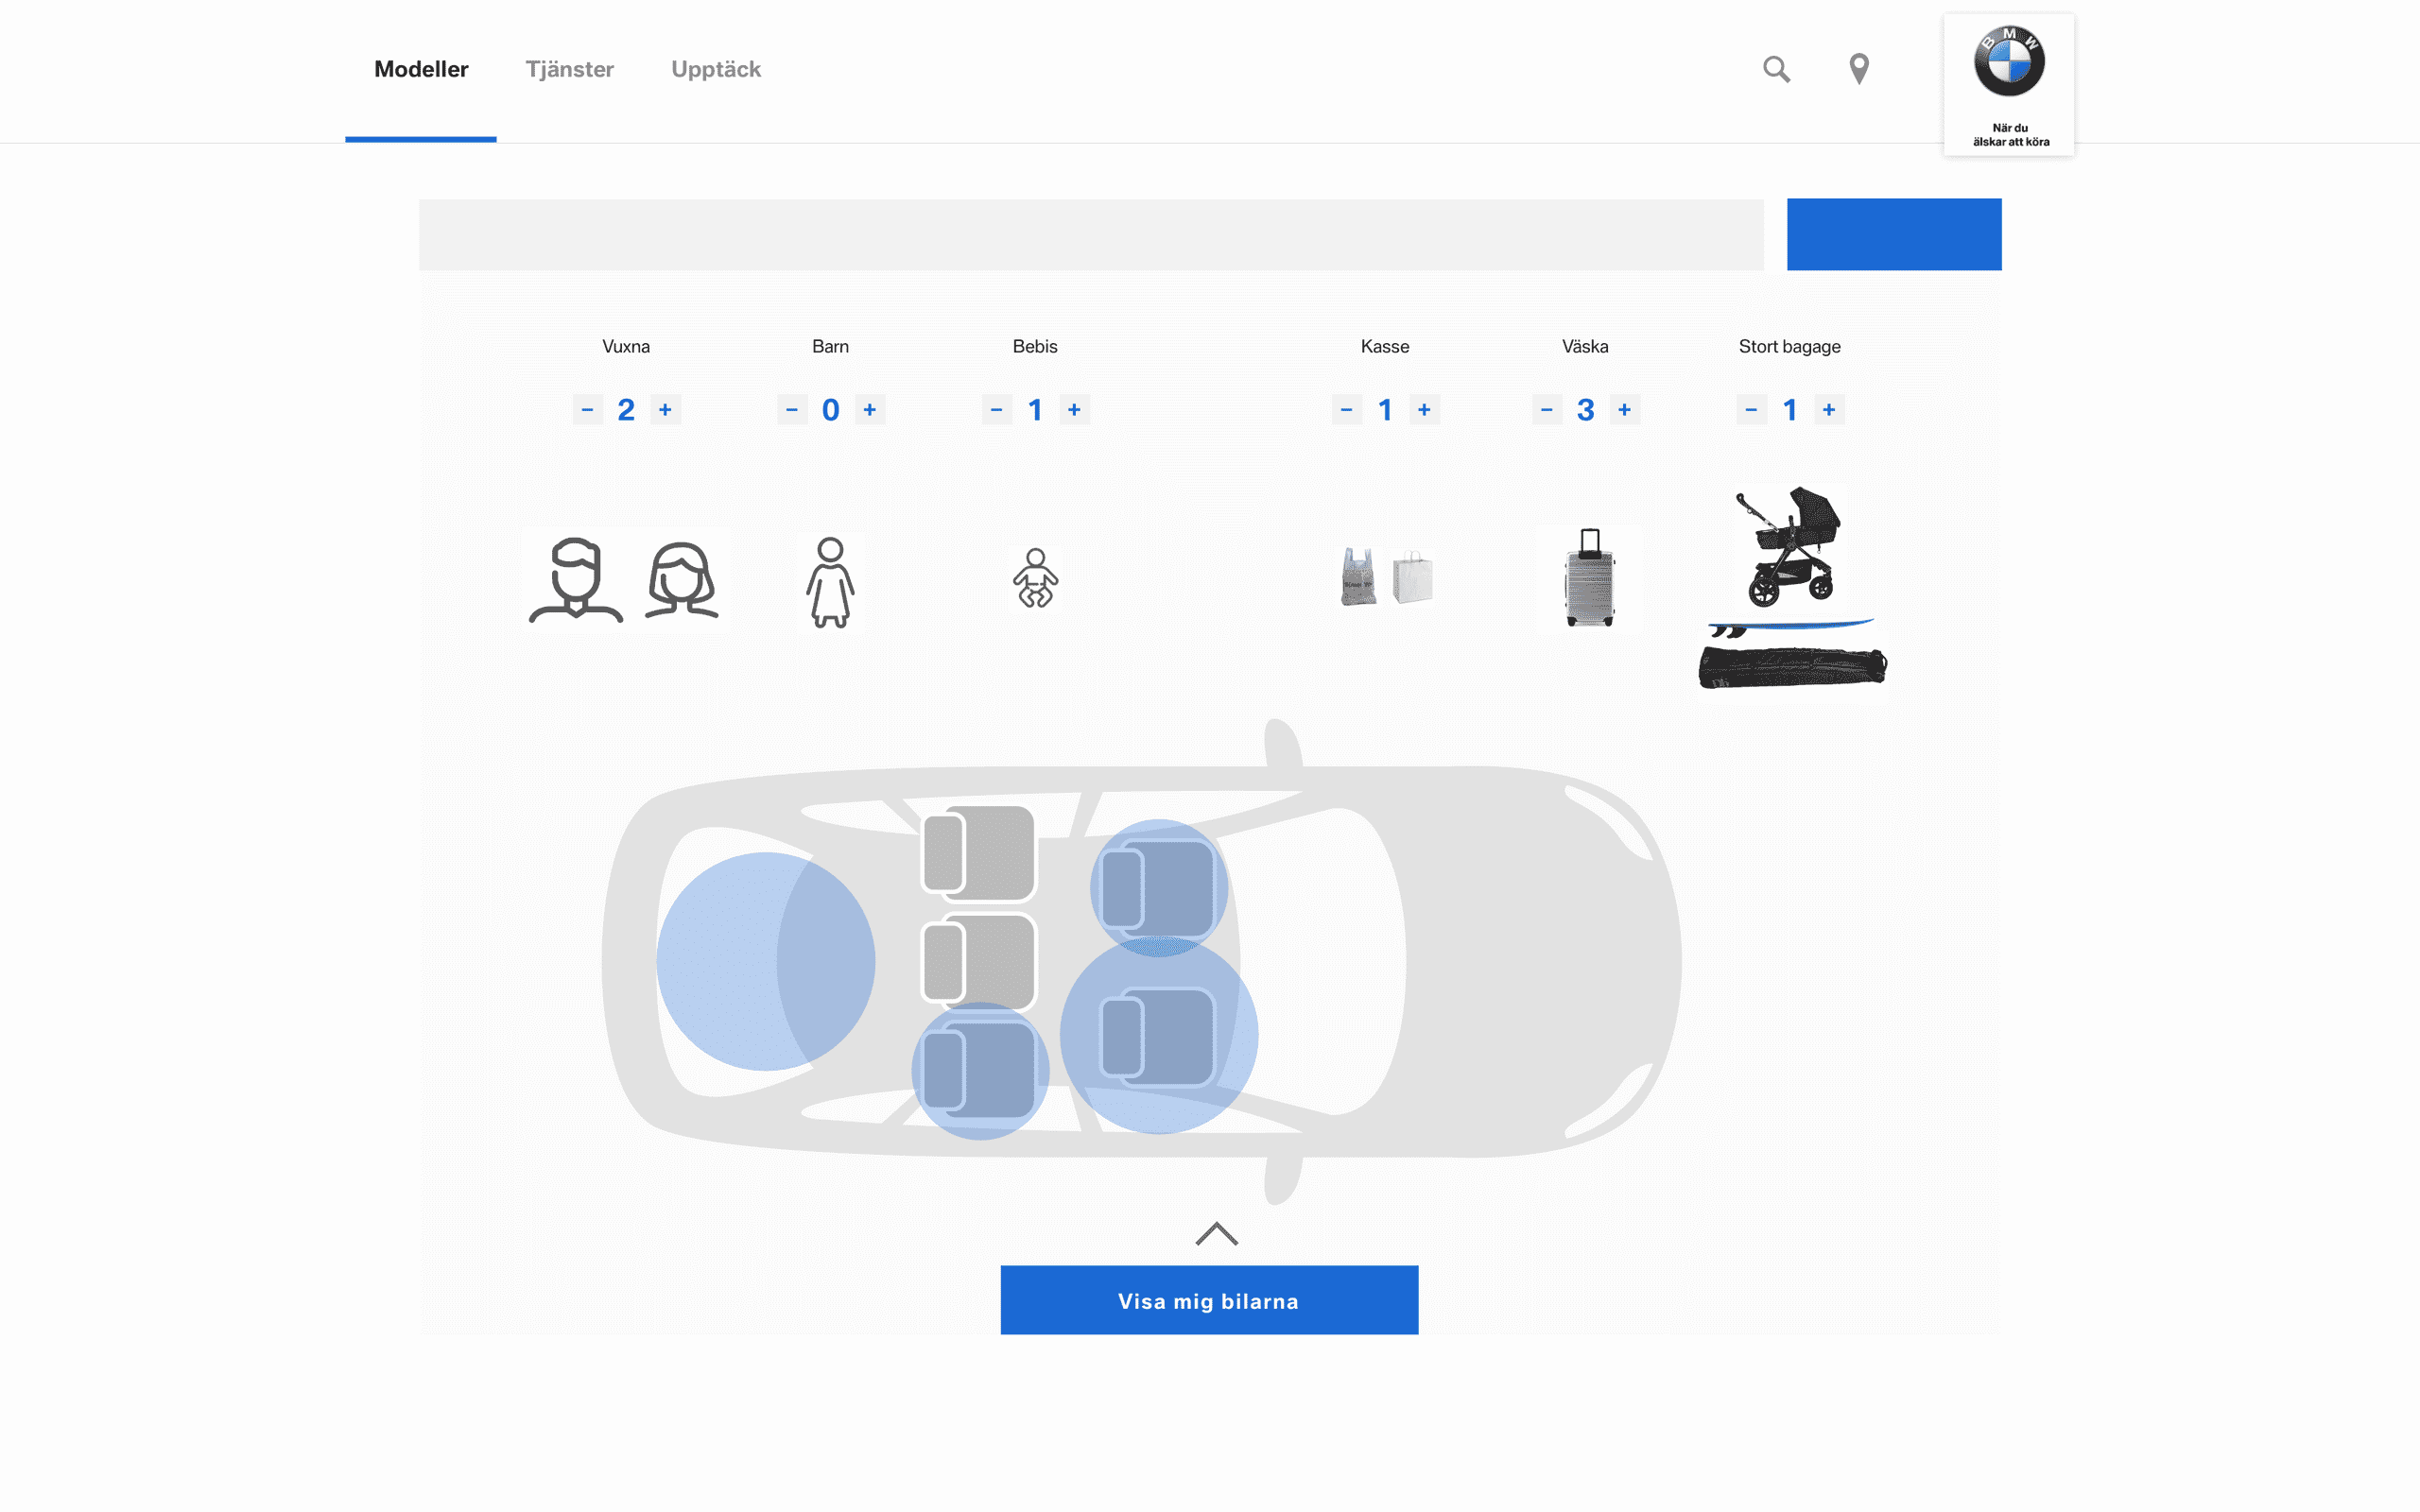 Modeller
Tjänster
Upptäck
BMW
När du
älskar att köra
Vuxna
Barn
Bebis
Kasse
Väska
Stort bagage
− 2 +
− 0 +
− 1 +
− 1 +
− 3 +
− 1 +
Visa mig bilarna